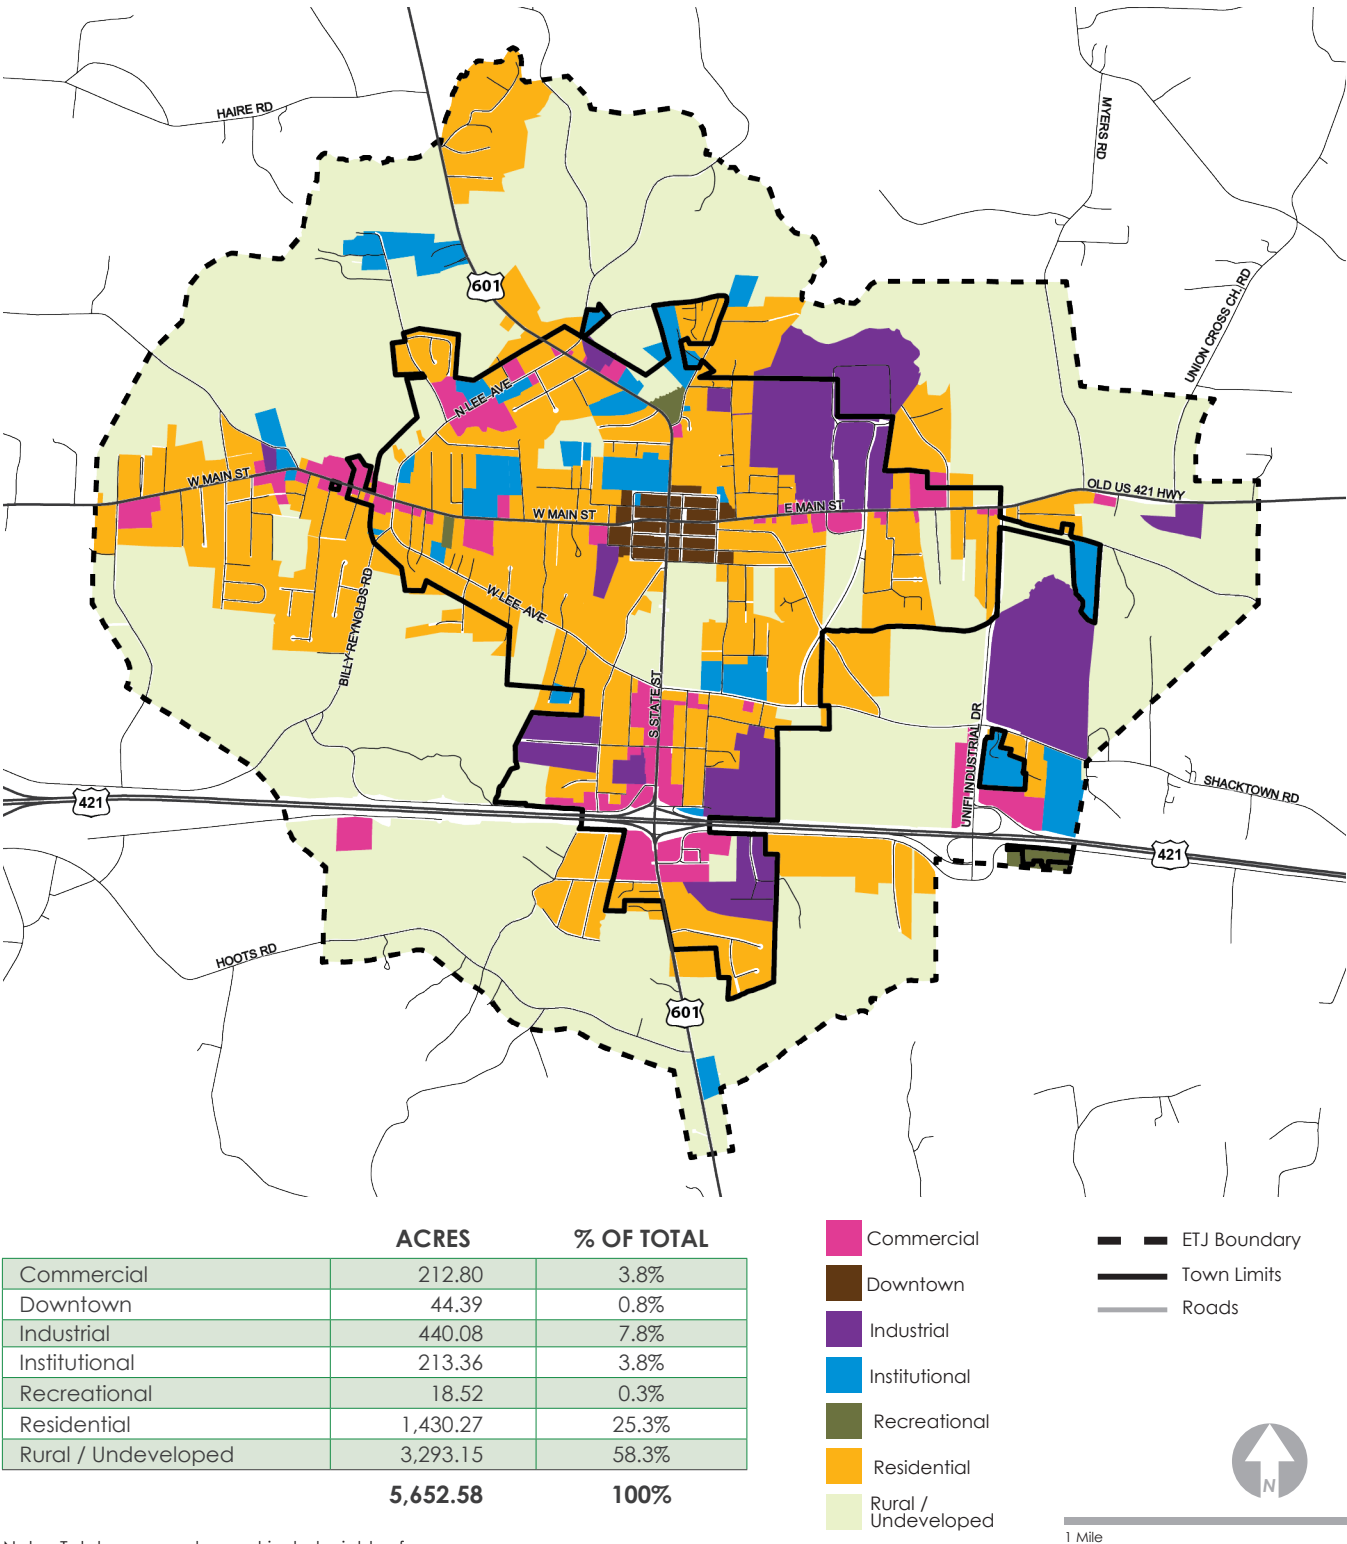 HAIRE RD
MYERS RD
UNION CROSS CH. RD
601
N LEE AVE
W MAIN ST
OLD US 421 HWY
W MAIN ST
E MAIN ST
BILLY REYNOLDS RD
W LEE AVE
S STATE ST
UNIFI INDUSTRIAL DR
SHACKTOWN RD
421
421
HOOTS RD
601
ACRES % OF TOTAL
Commercial 212.80 3.8%
Downtown 44.39 0.8%
Industrial 440.08 7.8%
Institutional 213.36 3.8%
Recreational 18.52 0.3%
Residential 1,430.27 25.3%
Rural / Undeveloped 3,293.15 58.3%
5,652.58 100%
Commercial
Downtown
Industrial
Institutional
Recreational
Residential
Rural /
Undeveloped
ETJ Boundary
Town Limits
Roads
N
1 Mile